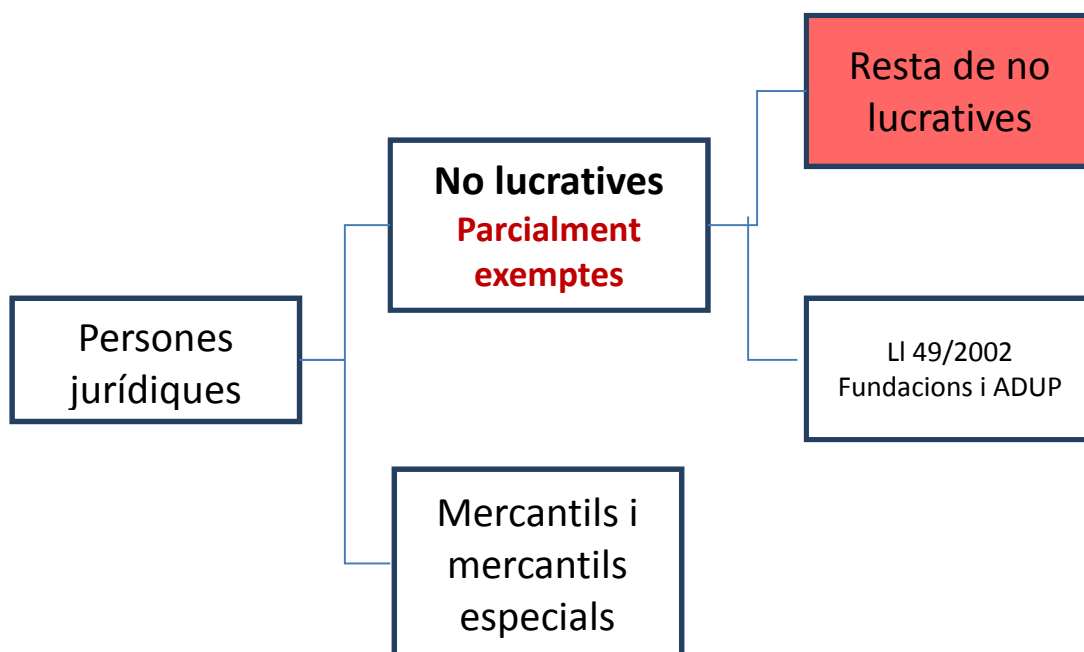 Persones
jurídiques
No lucratives
Parcialment
exemptes
Resta de no
lucratives
Ll 49/2002
Fundacions i ADUP
Mercantils i
mercantils
especials